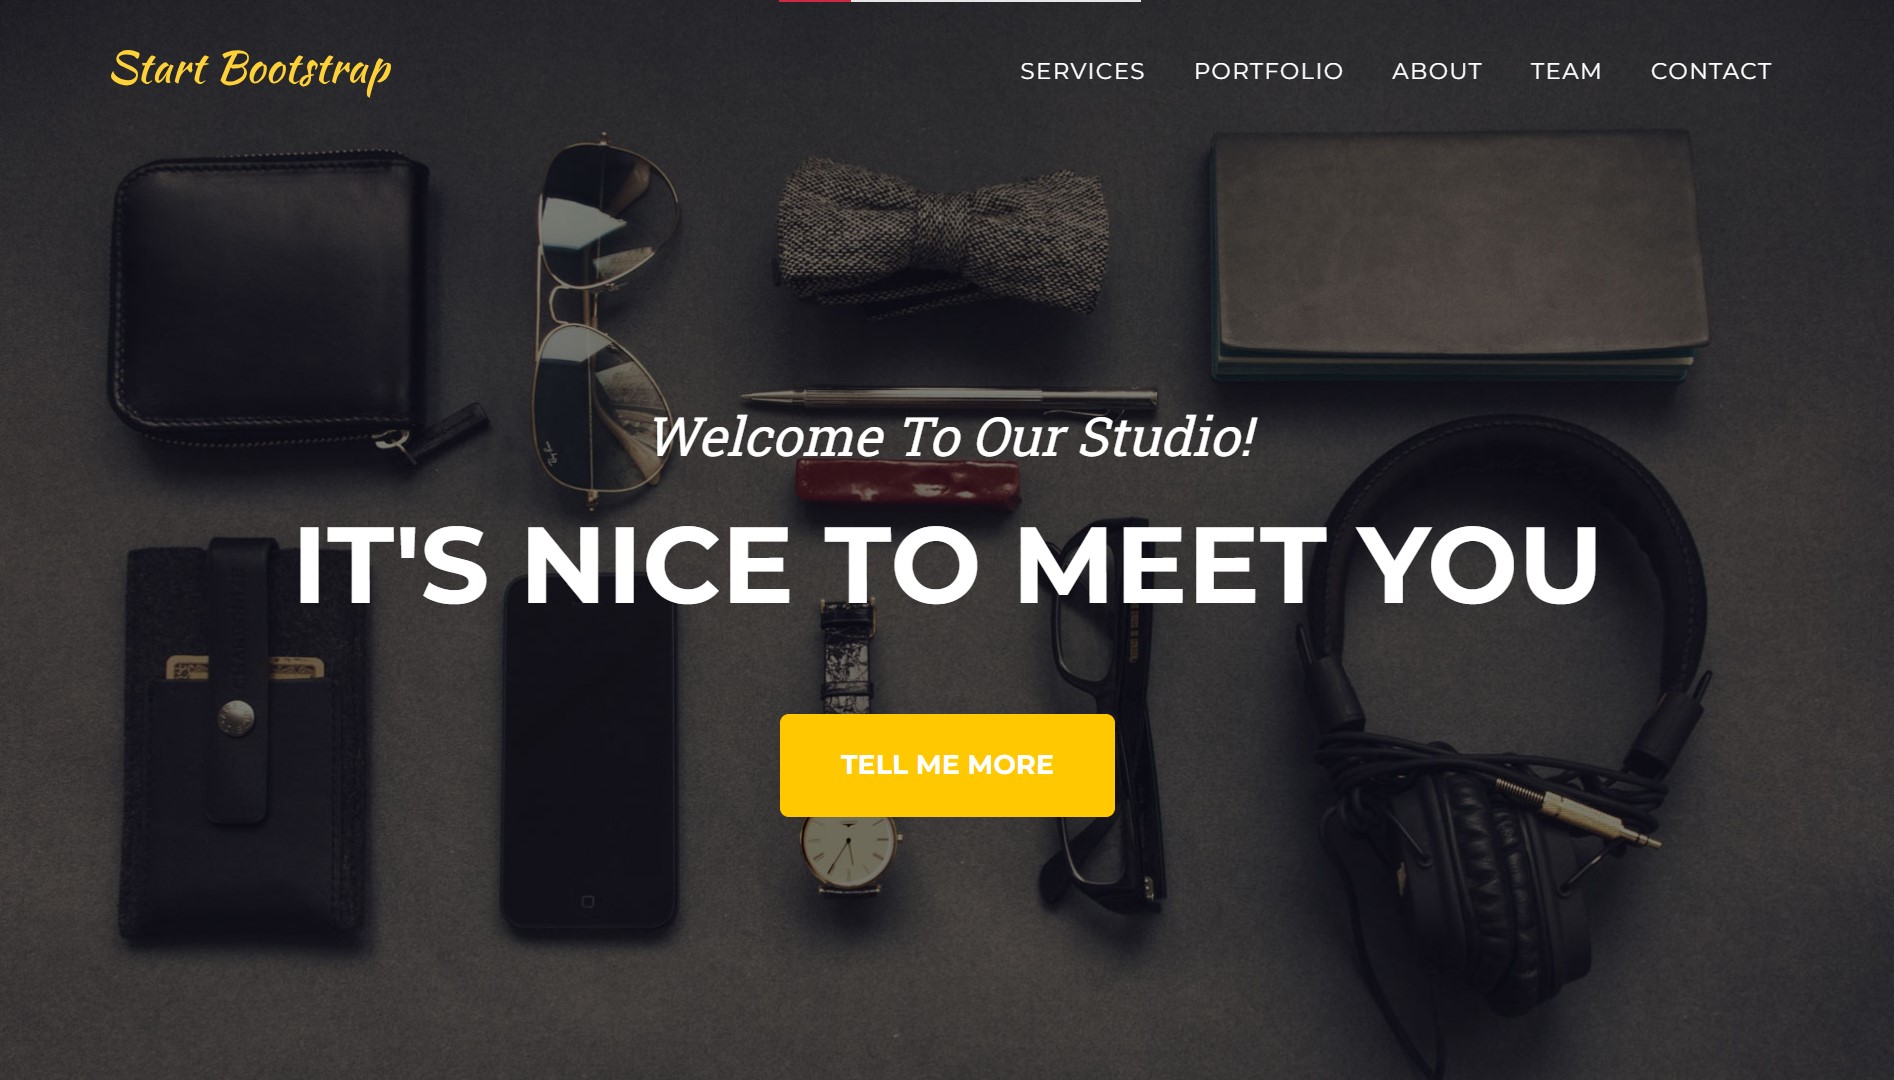 Start Bootstrap
SERVICES PORTFOLIO ABOUT TEAM CONTACT
Welcome To Our Studio!
IT'S NICE TO MEET YOU
TELL ME MORE